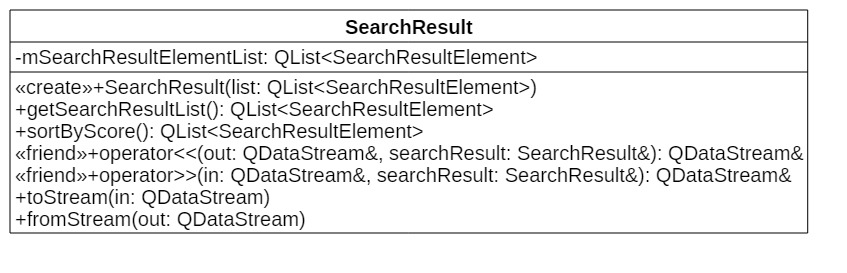 SearchResult
-mSearchResultElementList: QList<SearchResultElement>
«create»+SearchResult(list: QList<SearchResultElement>)
+getSearchResultList(): QList<SearchResultElement>
+sortByScore(): QList<SearchResultElement>
«friend»+operator<<(out: QDataStream&, searchResult: SearchResult&): QDataStream&
«friend»+operator>>(in: QDataStream&, searchResult: SearchResult&): QDataStream&
+toStream(in: QDataStream)
+fromStream(out: QDataStream)